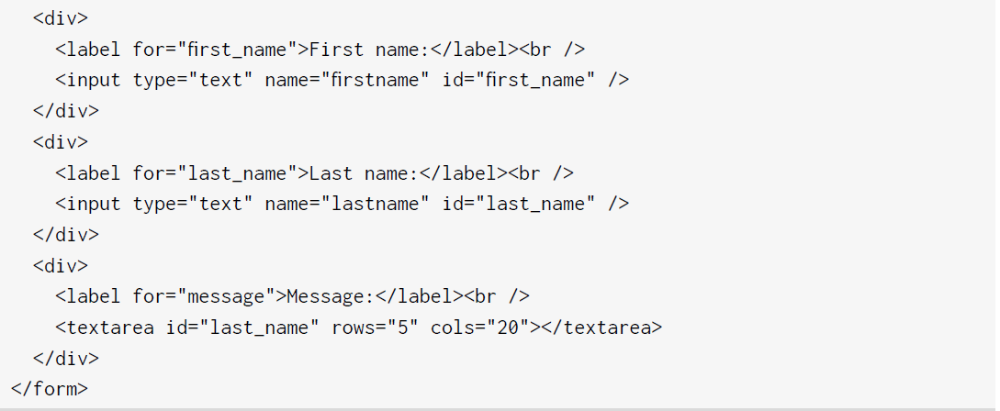 <div>
<label for="first_name">First name:</label><br />
<input type="text" name="firstname" id="first_name" />
</div>
<div>
<label for="last_name">Last name:</label><br />
<input type="text" name="lastname" id="last_name" />
</div>
<div>
<label for="message">Message:</label><br />
<textarea id="last_name" rows="5" cols="20"></textarea>
</div>
</form>